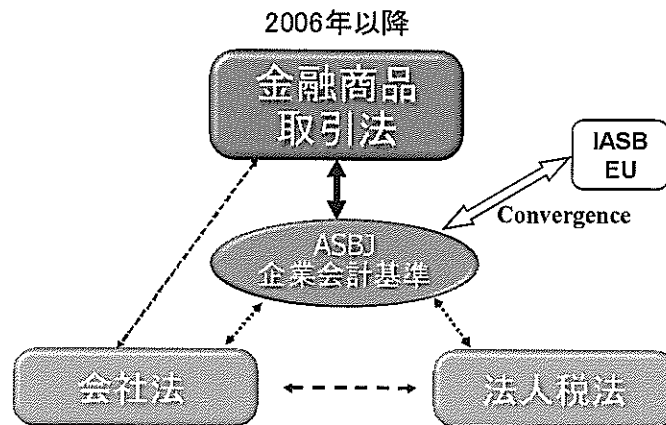 2006年以降
金融商品
取引法
IASB
EU
Convergence
ASBJ
企業会計基準
会社法
法人税法